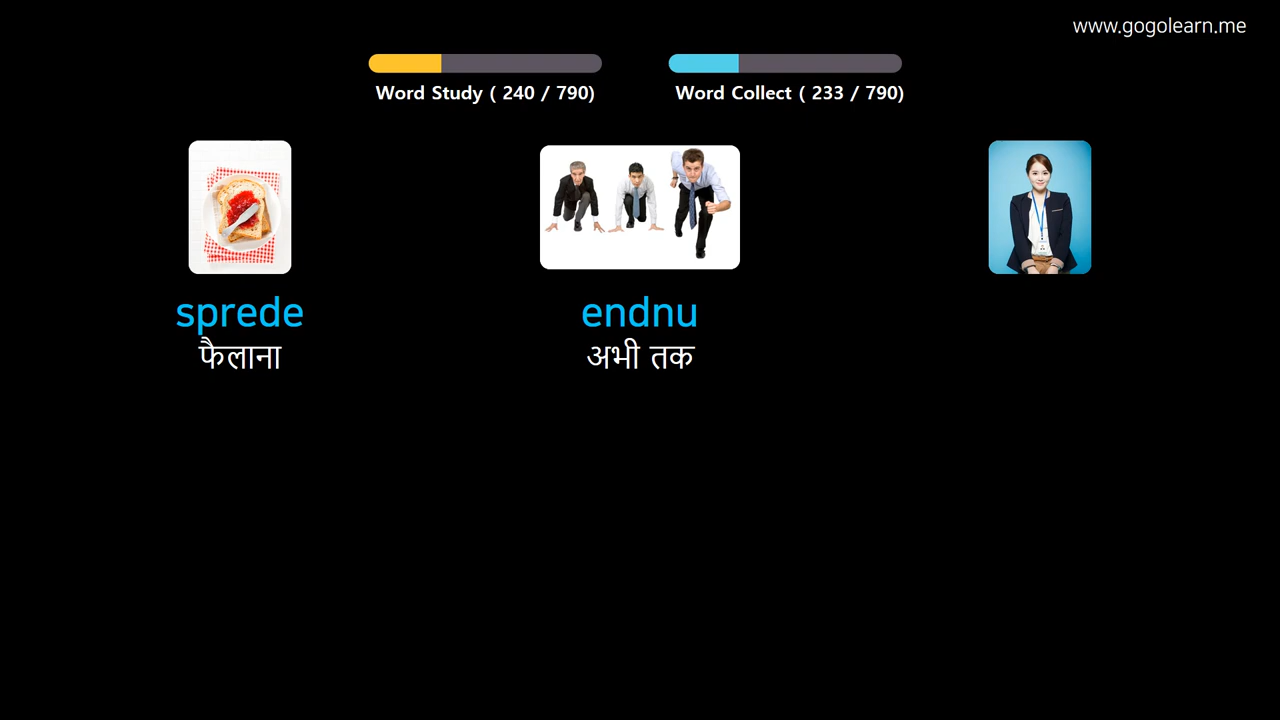 www.gogolearn.me
Word Study ( 240 / 790)
Word Collect ( 233 / 790)
sprede
फैलाना
endnu
अभी तक